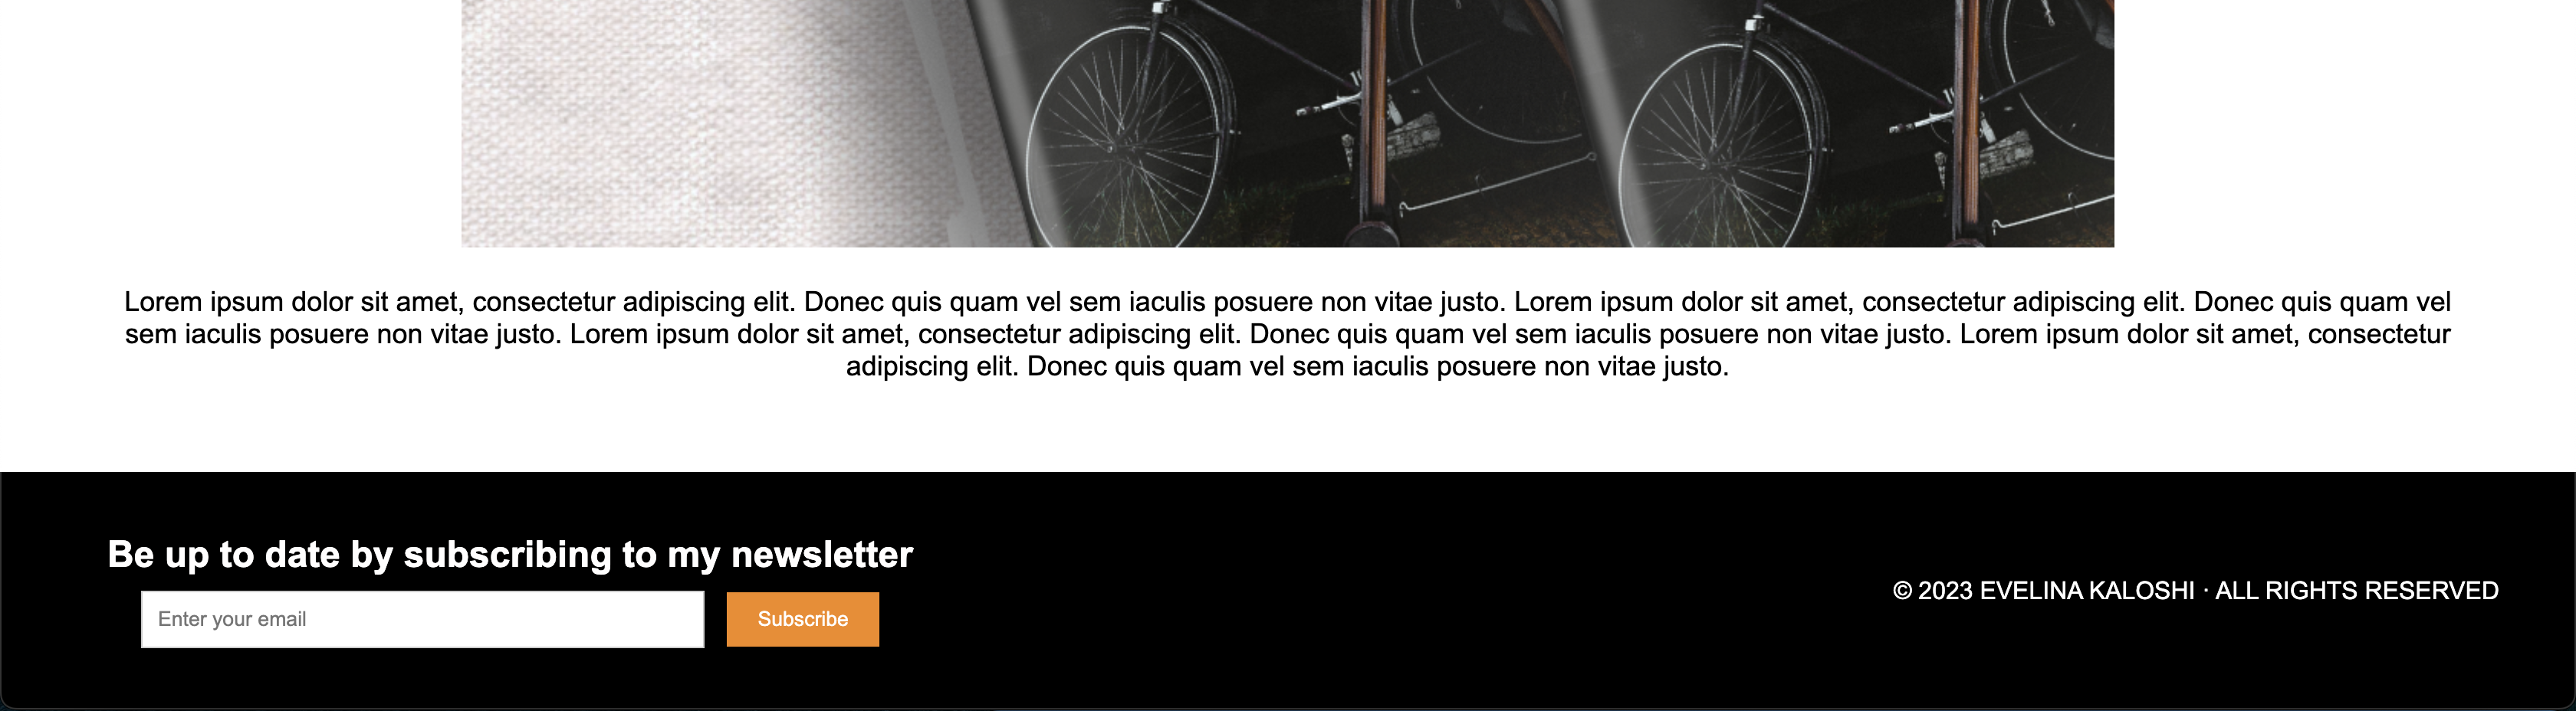 Lorem ipsum dolor sit amet, consectetur adipiscing elit. Donec quis quam vel sem iaculis posuere non vitae justo. Lorem ipsum dolor sit amet, consectetur adipiscing elit. Donec quis quam vel
sem iaculis posuere non vitae justo. Lorem ipsum dolor sit amet, consectetur adipiscing elit. Donec quis quam vel sem iaculis posuere non vitae justo. Lorem ipsum dolor sit amet, consectetur
adipiscing elit. Donec quis quam vel sem iaculis posuere non vitae justo.
Be up to date by subscribing to my newsletter
Enter your email
Subscribe
© 2023 EVELINA KALOSHI · ALL RIGHTS RESERVED